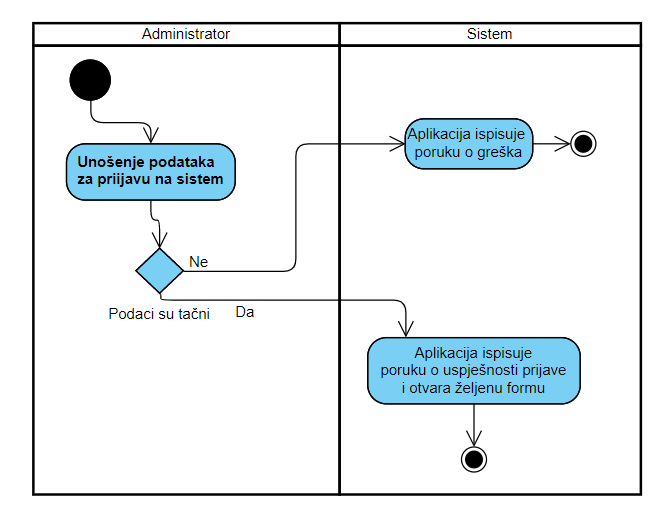 Administrator
Sistem
Unošenje podataka
za priijavu na sistem
Aplikacija ispisuje
poruku o greška
Ne
Podaci su tačni
Da
Aplikacija ispisuje
poruku o uspješnosti prijave
i otvara željenu formu